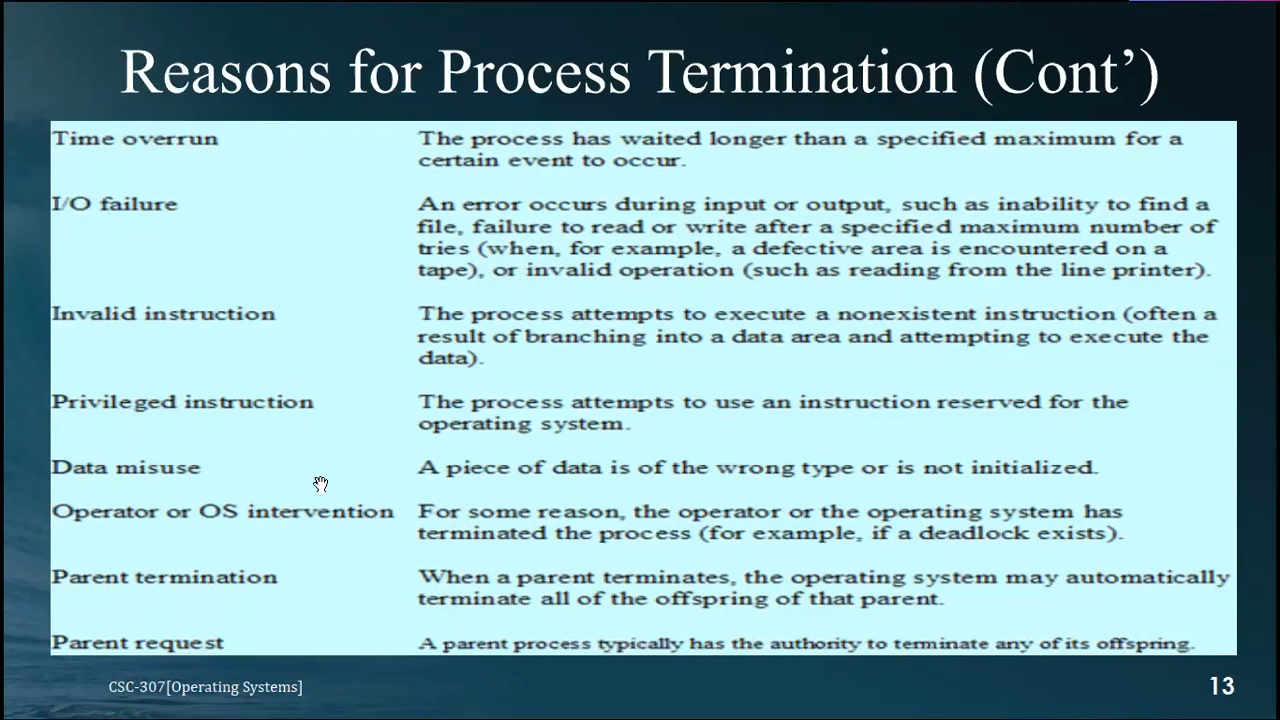 Reasons for Process Termination (Cont’)
Time overrun
The process has waited longer than a specified maximum for a
certain event to occur.
I/O failure
An error occurs during input or output, such as inability to find a
file, failure to read or write after a specified maximum number of
tries (when, for example, a defective area is encountered on a
tape), or invalid operation (such as reading from the line printer).
Invalid instruction
The process attempts to execute a nonexistent instruction (often a
result of branching into a data area and attempting to execute the
data).
Privileged instruction
The process attempts to use an instruction reserved for the
operating system.
Data misuse
A piece of data is of the wrong type or is not initialized.
Operator or OS intervention
For some reason, the operator or the operating system has
terminated the process (for example, if a deadlock exists).
Parent termination
When a parent terminates, the operating system may automatically
terminate all of the offspring of that parent.
Parent request
A parent process typically has the authority to terminate any of its offspring.
CSC-307[Operating Systems]
13